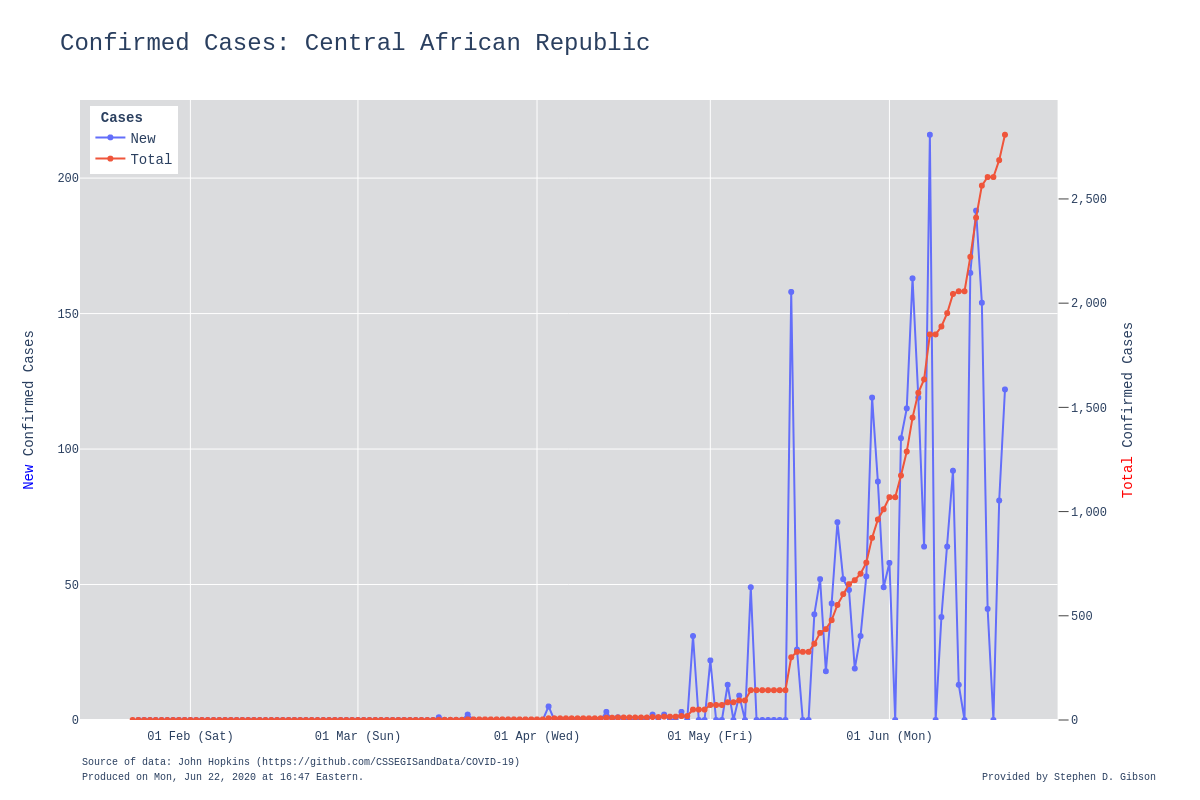 Confirmed Cases: Central African Republic
Cases
New
Total
200
150
100
50
0
2,500
2,000
1,500
1,000
500
0
New Confirmed Cases
Total Confirmed Cases
01 Feb (Sat)
01 Mar (Sun)
01 Apr (Wed)
01 May (Fri)
01 Jun (Mon)
Source of data: John Hopkins (https://github.com/CSSEGISandData/COVID-19)
Produced on Mon, Jun 22, 2020 at 16:47 Eastern.
Provided by Stephen D. Gibson